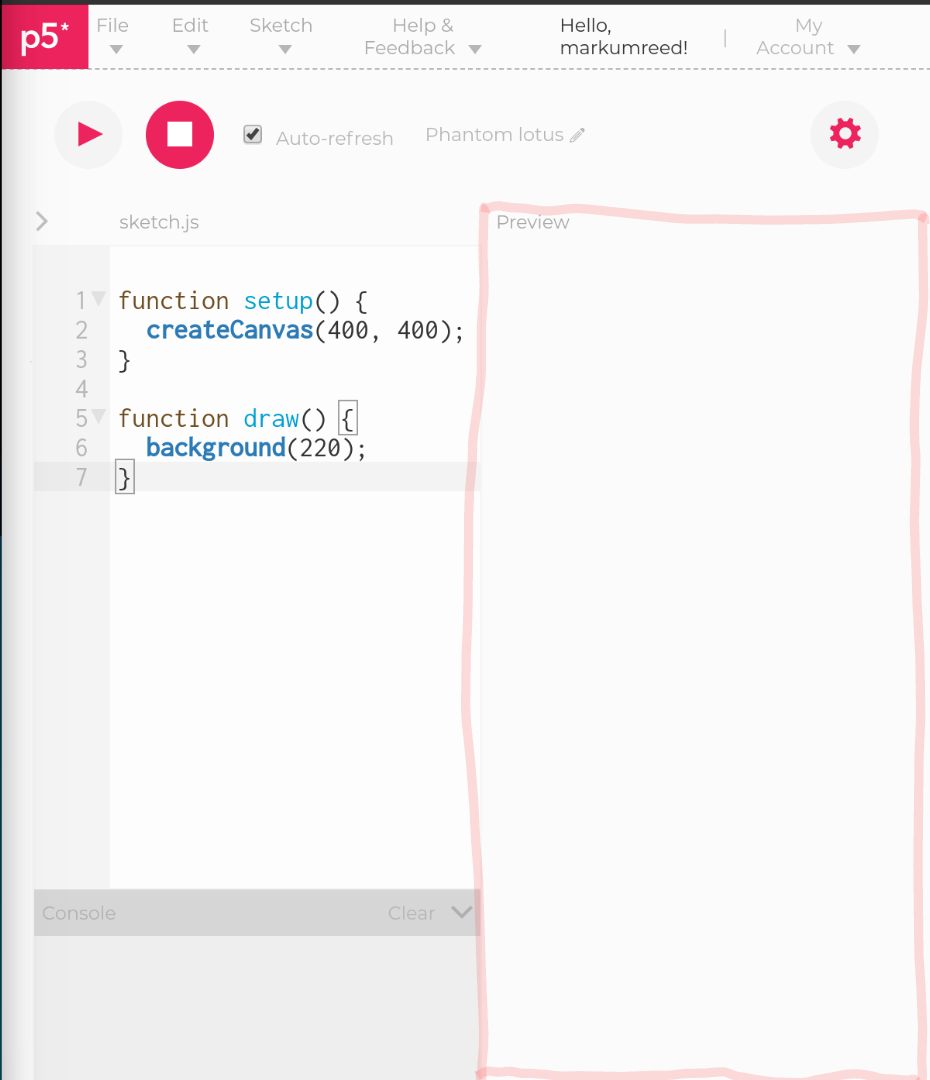 p5*
File
Edit
Sketch
Help &
Feedback
Hello,
markumreed!
|
My
Account
Auto-refresh
Phantom lotus
sketch.js
Preview
1 function setup() {
2   createCanvas(400, 400);
3 }
4
5 function draw() {
6   background(220);
7 }
Console
Clear